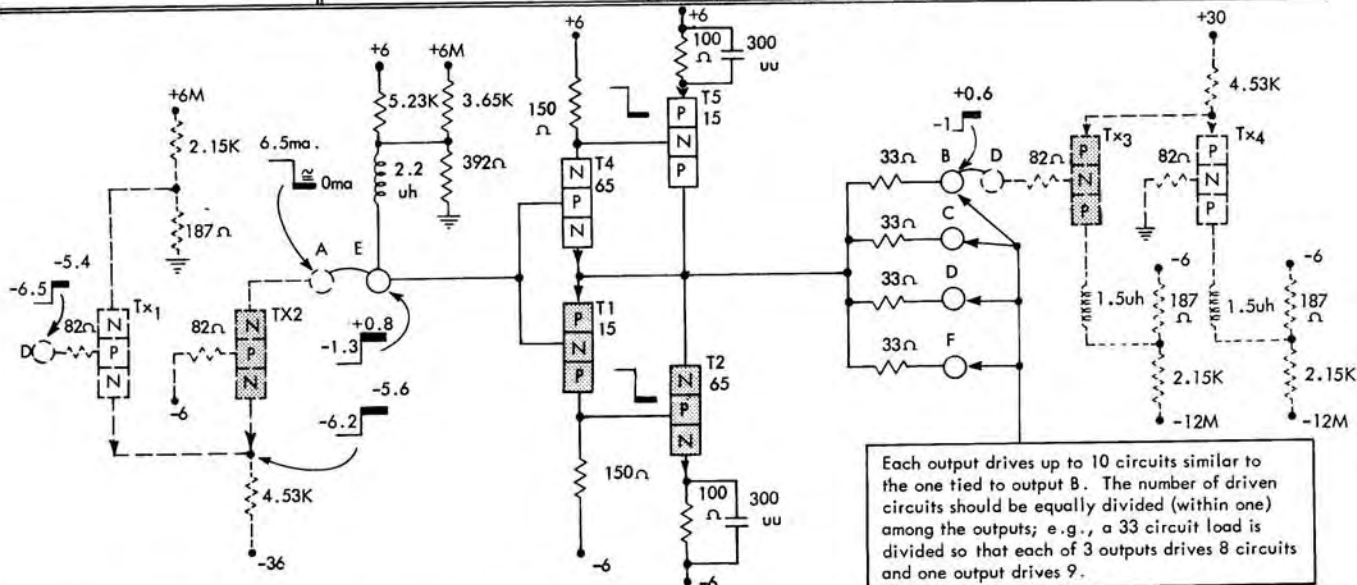 +6
+6
+6
+6M
+30
100
Ω
300
uu
+6M
5.23K
3.65K
150
Ω
T5
15
P
N
P
+0.6
-1
4.53K
2.15K
6.5ma.
≅
0ma
2.2
uh
392Ω
T4
65
N
P
N
33Ω
B
D
82Ω
Tx3
P
N
P
82Ω
Tx4
P
N
P
187Ω
A
E
33Ω
C
-5.4
-6.5
Tx1
82Ω
D
N
P
N
TX2
82Ω
N
P
N
-6
+0.8
-1.3
T1
15
P
N
P
T2
65
N
P
N
33Ω
D
33Ω
F
1.5uh
-6
187
Ω
1.5uh
-6
187
Ω
2.15K
2.15K
-12M
-12M
-5.6
-6.2
4.53K
-36
150Ω
-6
100
Ω
300
uu
-6
Each output drives up to 10 circuits similar to
the one tied to output B. The number of driven
circuits should be equally divided (within one)
among the outputs; e.g., a 33 circuit load is
divided so that each of 3 outputs drives 8 circuits
and one output drives 9.